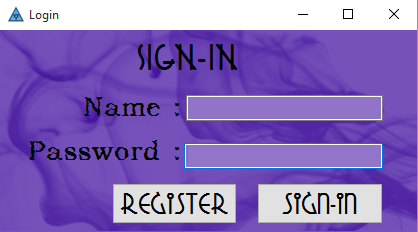 Login
SIGN-IN
Name :
Password :
REGISTER SIGN-IN